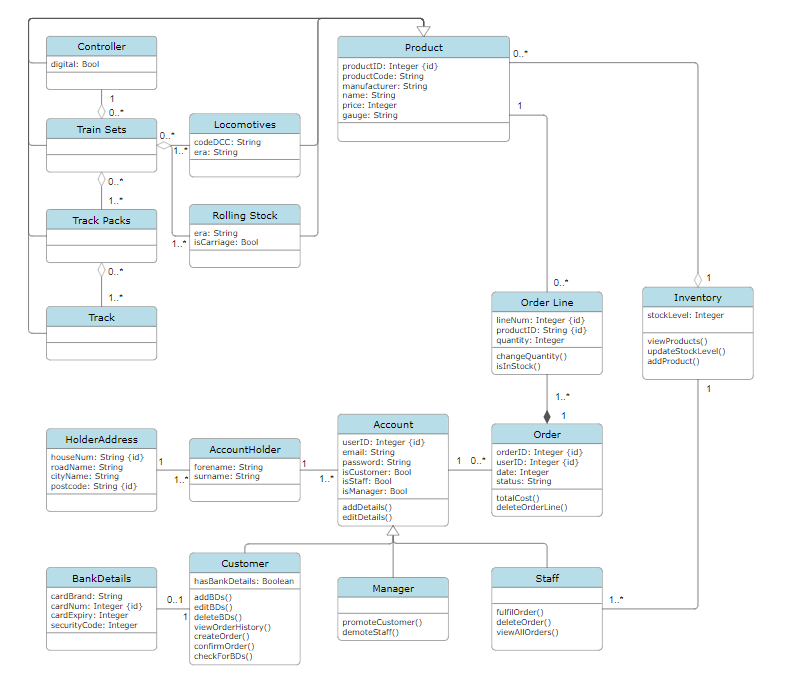 Controller
digital: Bool
1
0..*
Train Sets
0..*
1..*
0..*
1..*
Track Packs
0..*
1..*
Track
Locomotives
codeDCC: String
era: String
Rolling Stock
era: String
isCarriage: Bool
1..*
Product
productID: Integer {id}
productCode: String
manufacturer: String
name: String
price: Integer
gauge: String
0..*
1
0..*
1
Order Line
lineNum: Integer {id}
productID: String {id}
quantity: Integer
changeQuantity()
isInStock()
1..*
1
Inventory
stockLevel: Integer
viewProducts()
updateStockLevel()
addProduct()
1
HolderAddress
houseNum: String {id}
roadName: String
cityName: String
postcode: String {id}
1
1..*
AccountHolder
forename: String
surname: String
1
1..*
Account
userID: Integer {id}
email: String
password: String
isCustomer: Bool
isStaff: Bool
isManager: Bool
addDetails()
editDetails()
1 0..*
Order
orderID: Integer {id}
userID: Integer {id}
date: Integer
status: String
totalCost()
deleteOrderLine()
BankDetails
cardBrand: String
cardNum: Integer {id}
cardExpiry: Integer
securityCode: Integer
0..1
1
Customer
hasBankDetails: Boolean
addBDs()
editBDs()
deleteBDs()
viewOrderHistory()
createOrder()
confirmOrder()
checkForBDs()
Manager
promoteCustomer()
demoteStaff()
Staff
fulfilOrder()
deleteOrder()
viewAllOrders()
1..*